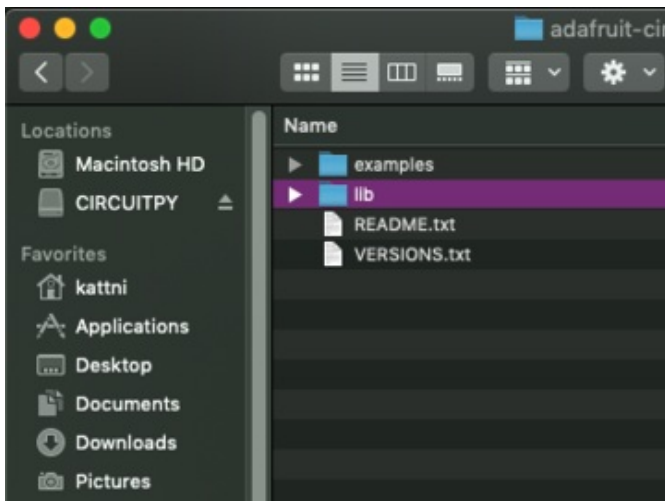 adafruit-cir
Locations
Macintosh HD
CIRCUITPY
Favorites
kattni
Applications
Desktop
Documents
Downloads
Pictures
Name
examples
lib
README.txt
VERSIONS.txt